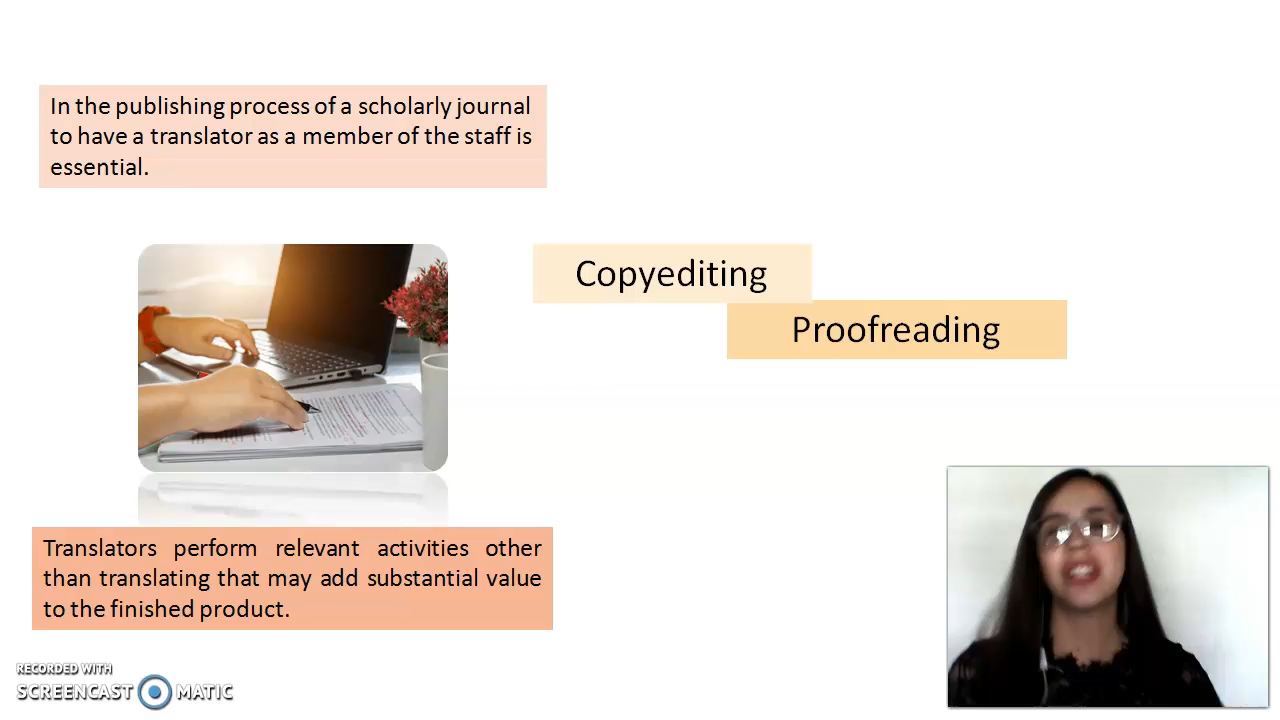 In the publishing process of a scholarly journal
to have a translator as a member of the staff is
essential.
Copyediting
Proofreading
Translators perform relevant activities other
than translating that may add substantial value
to the finished product.
RECORDED WITH
SCREENCAST MATIC